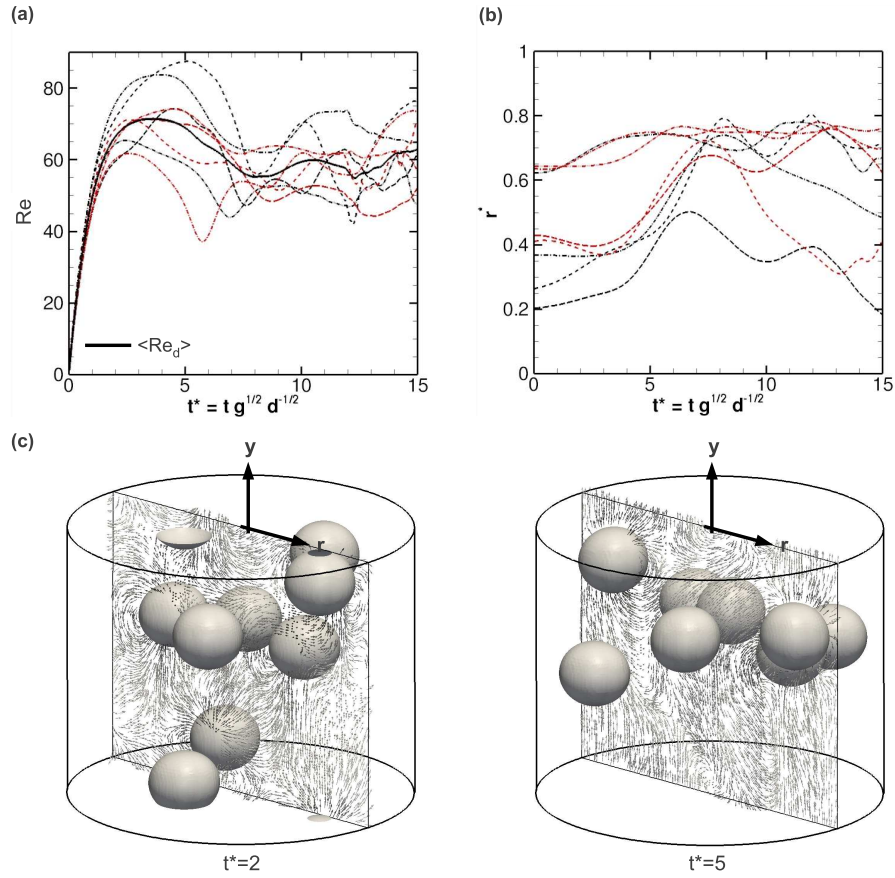 (a)
(b)
Re
80
60
40
20
0
<Re_d>
0 5 10 15
t* = t g^1/2 d^-1/2
r*
1
0.8
0.6
0.4
0.2
0
0 5 10 15
t* = t g^1/2 d^-1/2
(c)
y
r
t*=2
y
r
t*=5